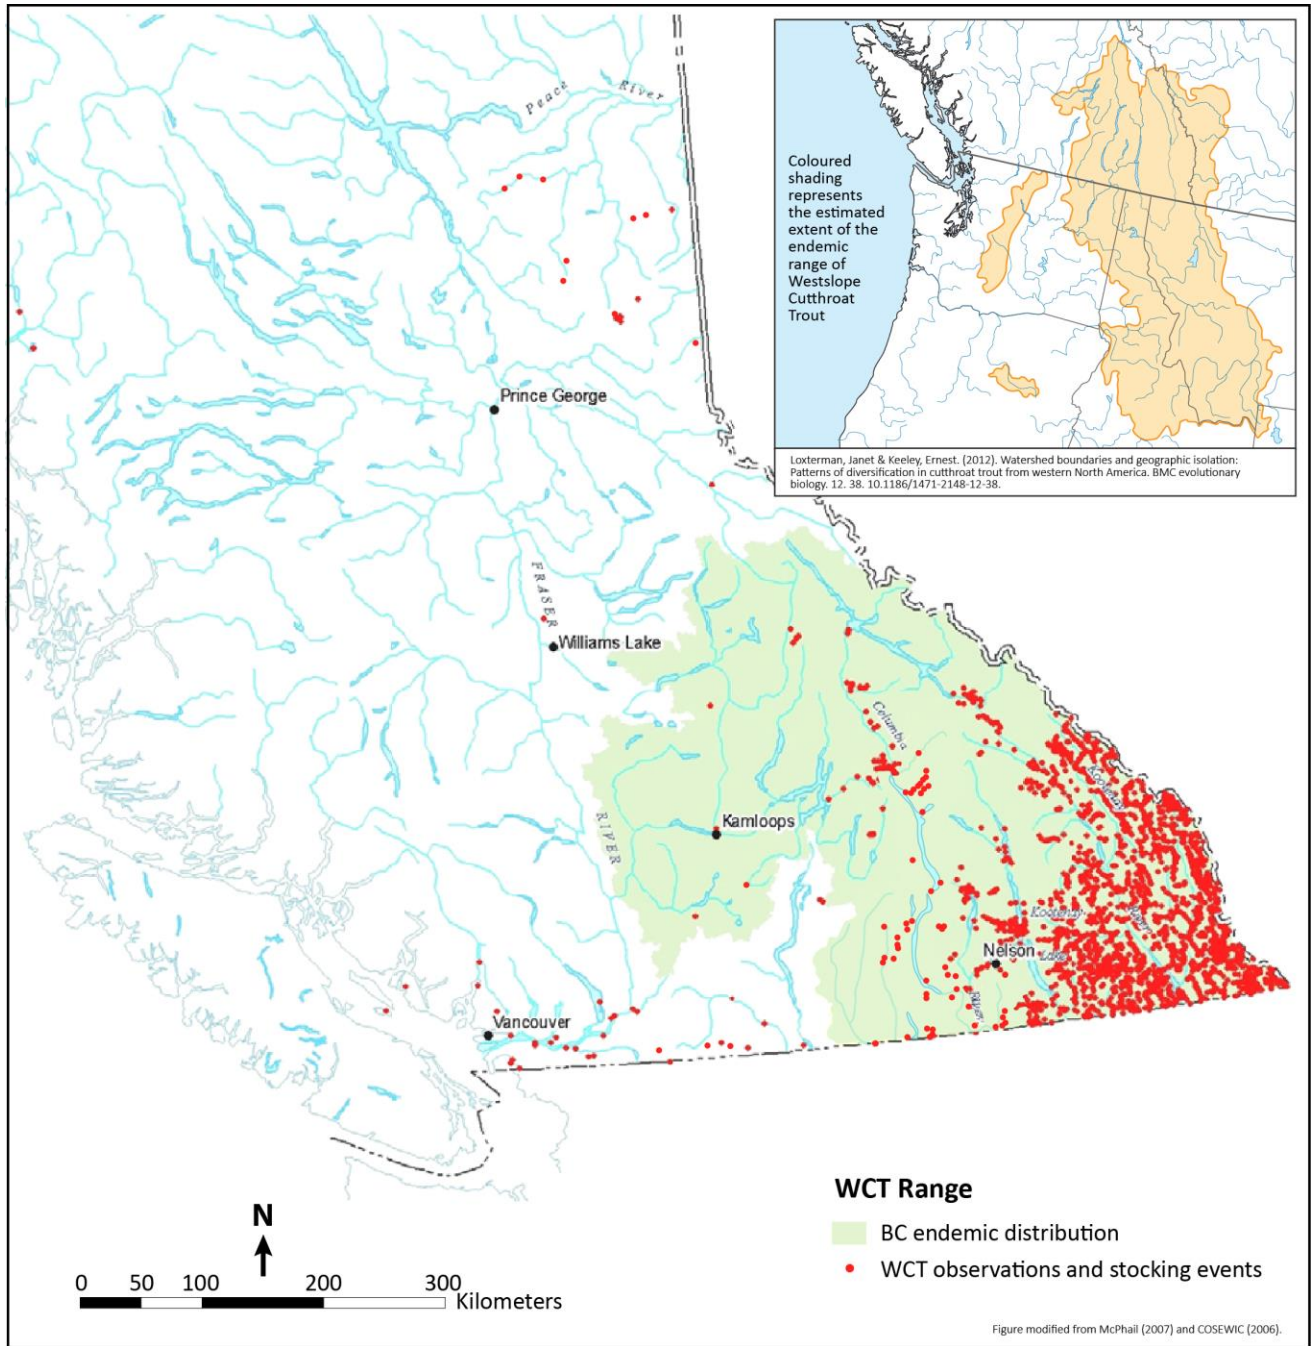 Peace River
Coloured
shading
represents
the estimated
extent of the
endemic
range of
Westslope
Cutthroat
Trout
Loxterman, Janet & Keeley, Ernest. (2012). Watershed boundaries and geographic isolation:
Patterns of diversification in cutthroat trout from western North America. BMC evolutionary
biology. 12. 38. 10.1186/1471-2148-12-38.
Prince George
FRASER
Williams Lake
Columbia
Kootenay
RIVER
Kamloops
Kootenay
River
Nelson
Lake
River
Vancouver
WCT Range
BC endemic distribution
WCT observations and stocking events
N
0 50 100 200 300
Kilometers
Figure modified from McPhail (2007) and COSEWIC (2006).